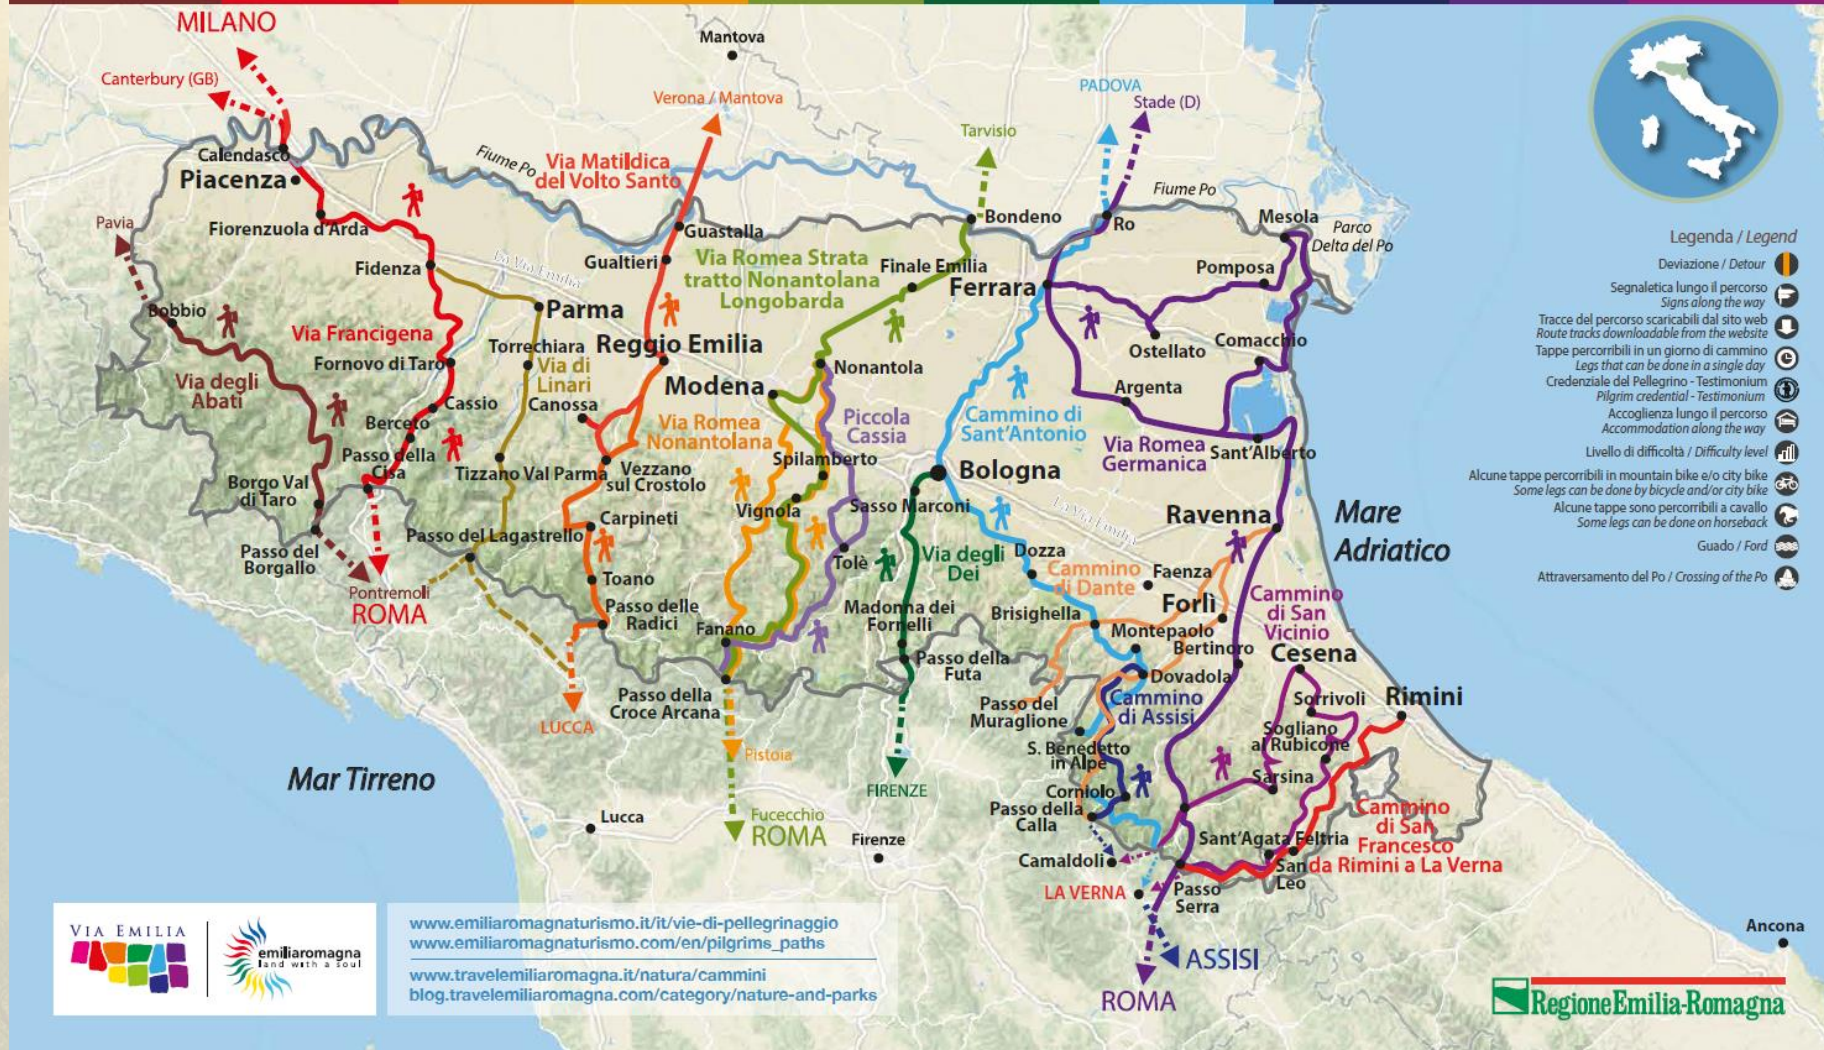 MILANO
Mantova
Canterbury (GB)
Verona / Mantova
PADOVA
Stade (D)
Tarvisio
Calendasco
Piacenza
Fiume Po
Via Matildica
del Volto Santo
Fiume Po
Pavia
Fiorenzuola d'Arda
Guastalla
Bondeno
Ro
Mesola
Parco
Delta del Po
Fidenza
La Via Emilia
Gualtieri
Via Romea Strata
tratto Nonantolana
Longobarda
Finale Emilia
Ferrara
Pomposa
Bobbio
Parma
Via Francigena
Torrechiara
Reggio Emilia
Ostellato
Comacchio
Fornovo di Taro
Via di
Linari
Nonantola
Via degli
Abati
Modena
Argenta
Cassio
Canossa
Berceto
Via Romea
Nonantolana
Piccola
Cassia
Cammino di
Sant'Antonio
Via Romea
Germanica
Sant'Alberto
Passo della
Cisa
Tizzano Val Parma
Vezzano
sul Crostolo
Spilamberto
Bologna
Borgo Val
di Taro
Vignola
Sasso Marconi
La Via Emilia
Ravenna
Mare
Adriatico
Carpineti
Passo del Lagastrello
Passo del
Borgallo
Tolè
Via degli
Dei
Dozza
Cammino
di Dante
Faenza
Pontremoli
ROMA
Toano
Passo delle
Radici
Fanano
Madonna dei
Fornelli
Brisighella
Forlì
Cammino
di San
Vicinio
Montepaolo
Bertinoro
Cesena
Passo della
Futa
Dovadola
Passo della
Croce Arcana
Passo del
Muraglione
Cammino
di Assisi
Sorrivoli
Rimini
LUCCA
Sogliano
al Rubicone
Pistoia
S. Benedetto
in Alpe
Mar Tirreno
FIRENZE
Corniolo
Sarsina
Passo della
Calla
Cammino
di San
Francesco
da Rimini a La Verna
Lucca
Fucecchio
ROMA
Firenze
Sant'Agata Feltria
Camaldoli
San
Leo
LA VERNA
Passo
Serra
Ancona
ASSISI
ROMA
Legenda / Legend
Deviazione / Detour
Segnaletica lungo il percorso
Signs along the way
Tracce del percorso scaricabili dal sito web
Route tracks downloadable from the website
Tappe percorribili in un giorno di cammino
Legs that can be done in a single day
Credenziale del Pellegrino - Testimonium
Pilgrim credential - Testimonium
Accoglienza lungo il percorso
Accommodation along the way
Livello di difficoltà / Difficulty level
Alcune tappe percorribili in mountain bike e/o city bike
Some legs can be done by bicycle and/or city bike
Alcune tappe sono percorribili a cavallo
Some legs can be done on horseback
Guado / Ford
Attraversamento del Po / Crossing of the Po
VIA EMILIA
emiliaromagna
land with a soul
www.emiliaromagnaturismo.it/it/vie-di-pellegrinaggio
www.emiliaromagnaturismo.com/en/pilgrims_paths
www.travelemiliaromagna.it/natura/cammini
blog.travelemiliaromagna.com/category/nature-and-parks
RegioneEmilia-Romagna